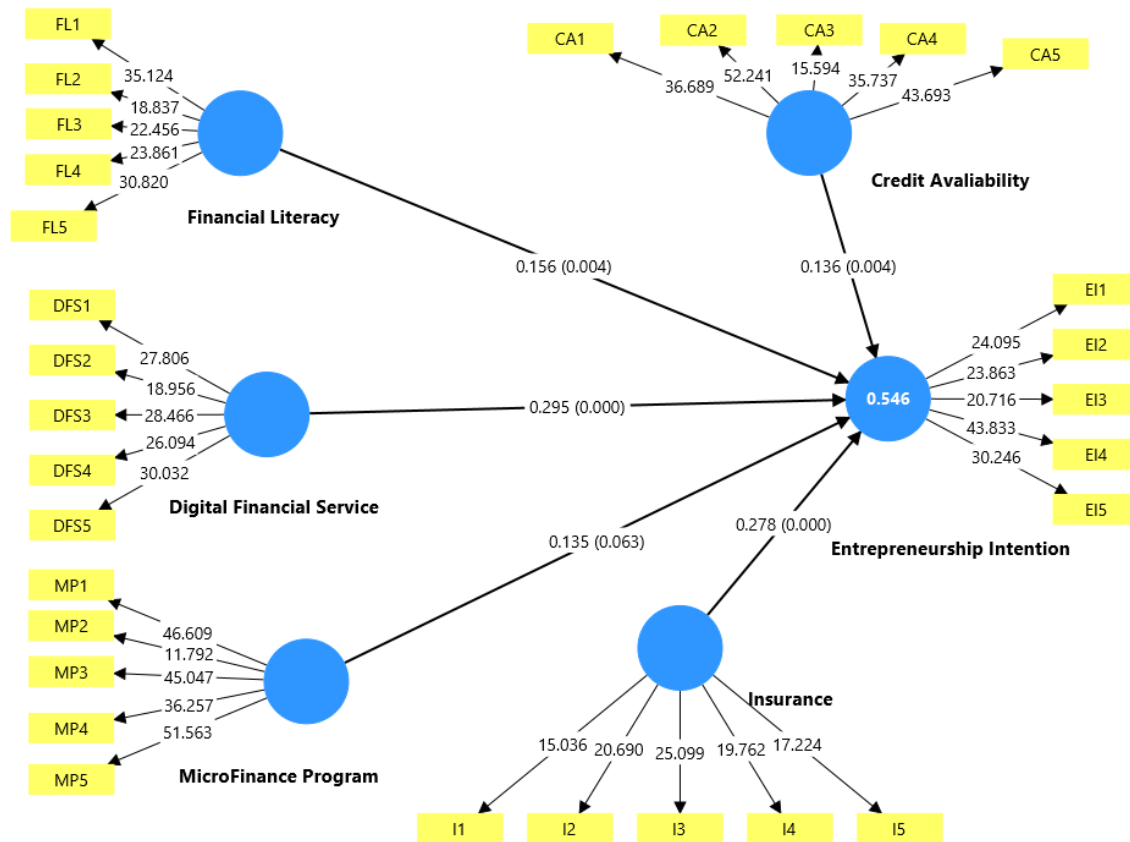 FL1
FL2
FL3
FL4
FL5
35.124
18.837
22.456
23.861
30.820
Financial Literacy
CA1
CA2
CA3
CA4
CA5
36.689
52.241
15.594
35.737
43.693
Credit Avaliability
0.156 (0.004)
0.136 (0.004)
DFS1
DFS2
DFS3
DFS4
DFS5
27.806
18.956
28.466
26.094
30.032
Digital Financial Service
0.295 (0.000)
0.546
EI1
EI2
EI3
EI4
EI5
24.095
23.863
20.716
43.833
30.246
Entrepreneurship Intention
0.135 (0.063)
0.278 (0.000)
MP1
MP2
MP3
MP4
MP5
46.609
11.792
45.047
36.257
51.563
MicroFinance Program
Insurance
15.036
20.690
25.099
19.762
17.224
I1
I2
I3
I4
I5